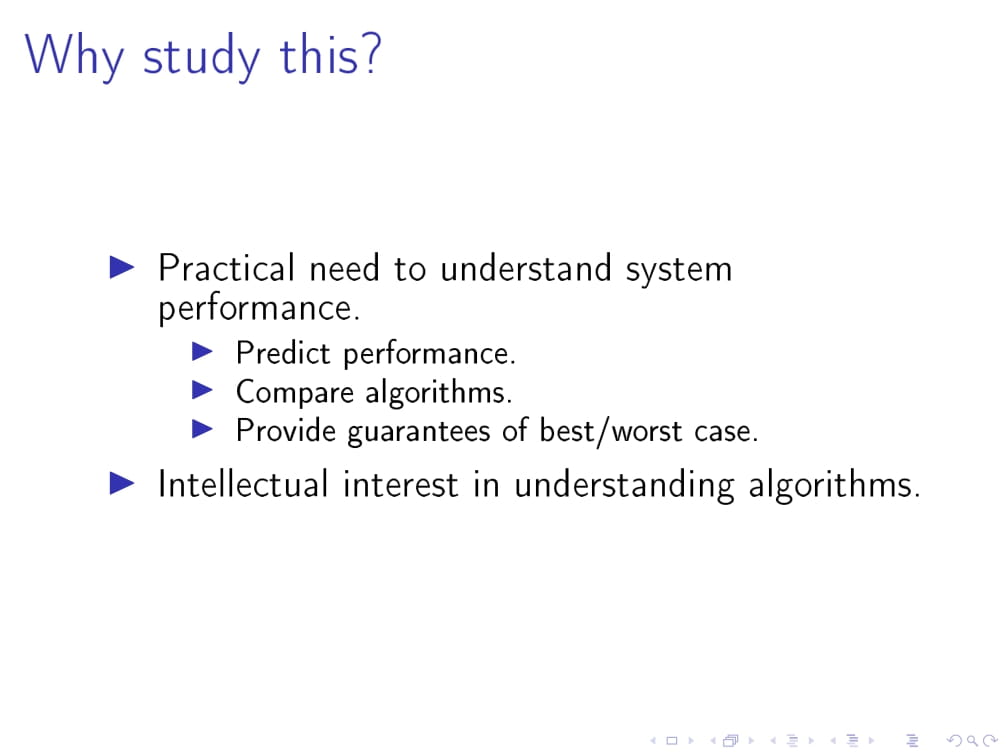 Why study this?
Practical need to understand system
performance.
Predict performance.
Compare algorithms.
Provide guarantees of best/worst case.
Intellectual interest in understanding algorithms.